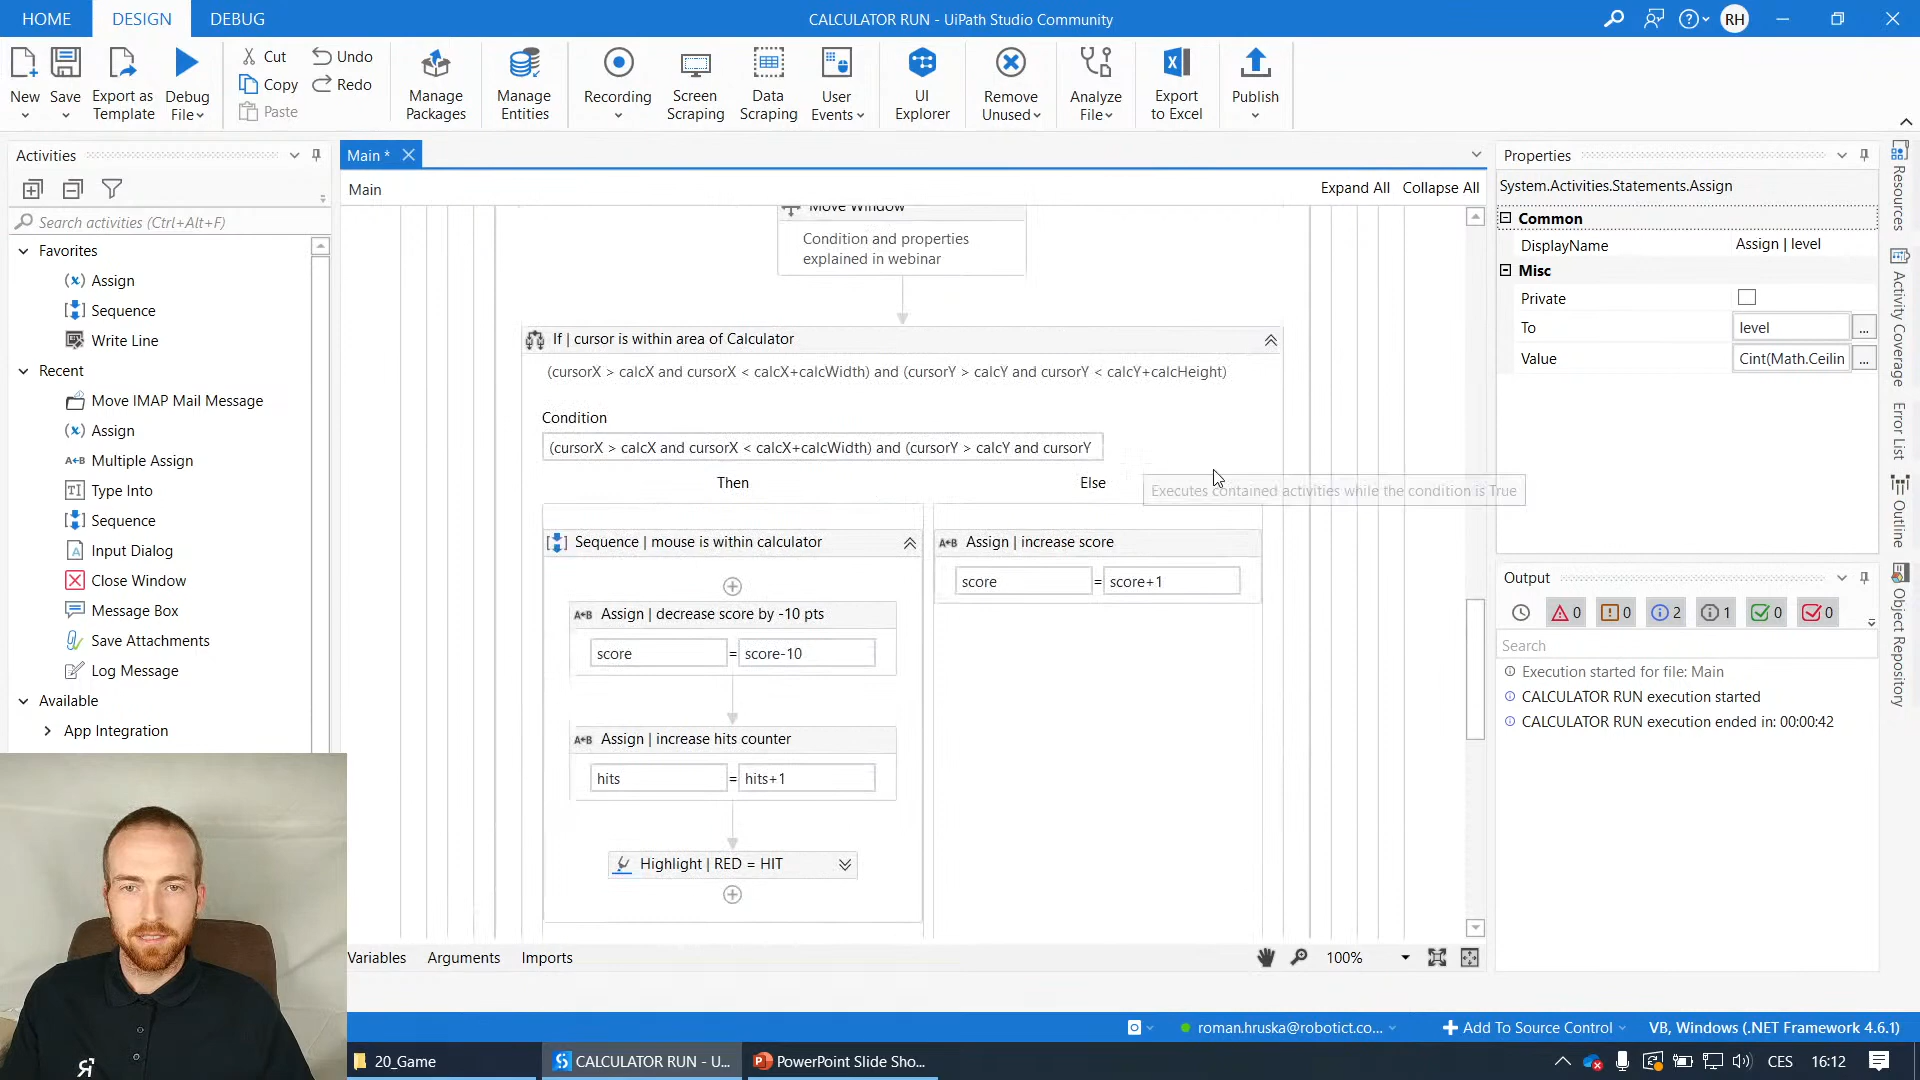 HOME
DESIGN
DEBUG
CALCULATOR RUN - UiPath Studio Community
RH
New
Save
Export as Template
Debug File
Cut
Copy
Paste
Undo
Redo
Manage Packages
Manage Entities
Recording
Screen Scraping
Data Scraping
User Events
UI Explorer
Remove Unused
Analyze File
Export to Excel
Publish
Activities
Search activities (Ctrl+Alt+F)
Favorites
Assign
Sequence
Write Line
Recent
Move IMAP Mail Message
Assign
Multiple Assign
Type Into
Sequence
Input Dialog
Close Window
Message Box
Save Attachments
Log Message
Available
App Integration
Main *
Main
Expand All
Collapse All
Move Window
Condition and properties
explained in webinar
If | cursor is within area of Calculator
(cursorX > calcX and cursorX < calcX+calcWidth) and (cursorY > calcY and cursorY < calcY+calcHeight)
Condition
(cursorX > calcX and cursorX < calcX+calcWidth) and (cursorY > calcY and cursorY
Then
Else
Executes contained activities while the condition is True
Sequence | mouse is within calculator
A+B Assign | increase score
score = score+1
A+B Assign | decrease score by -10 pts
score = score-10
A+B Assign | increase hits counter
hits = hits+1
Highlight | RED = HIT
Variables
Arguments
Imports
100%
Properties
System.Activities.Statements.Assign
Common
DisplayName Assign | level
Misc
Private
To level ...
Value Cint(Math.Ceilin ...
Output
0
0
2
1
0
0
Search
Execution started for file: Main
CALCULATOR RUN execution started
CALCULATOR RUN execution ended in: 00:00:42
Resources
Activity Coverage
Error List
Outline
Object Repository
roman.hruska@robotict.co...
Add To Source Control
VB, Windows (.NET Framework 4.6.1)
20_Game
CALCULATOR RUN - U...
PowerPoint Slide Sho...
CES
16:12